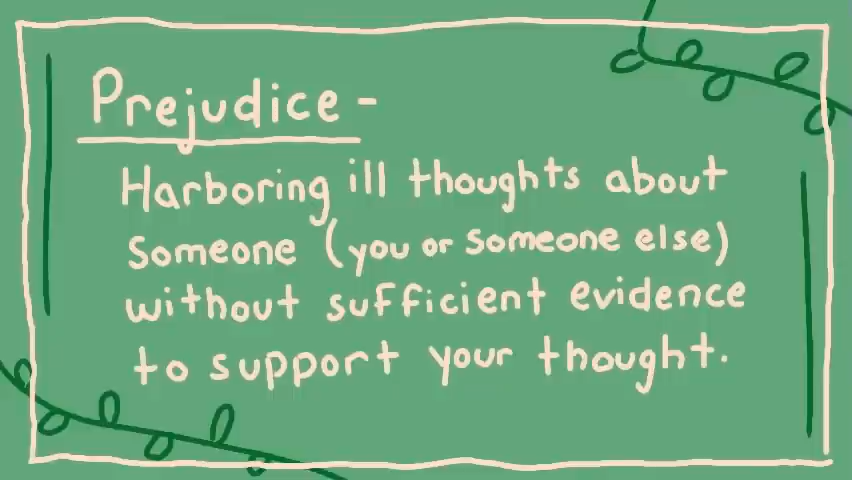 Prejudice -
Harboring ill thoughts about
someone (you or someone else)
without sufficient evidence
to support your thought.